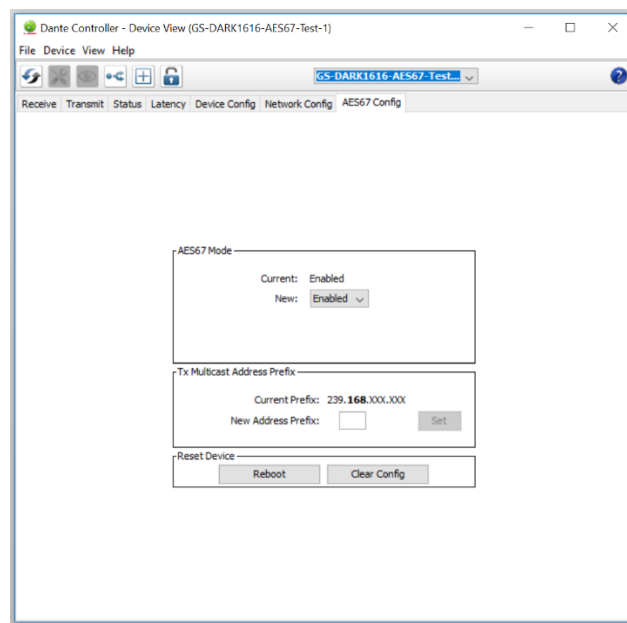 Dante Controller - Device View (GS-DARK1616-AES67-Test-1)
File Device View Help
GS-DARK1616-AES67-Test...
?
Receive Transmit Status Latency Device Config Network Config AES67 Config
AES67 Mode
Current: Enabled
New: Enabled
Tx Multicast Address Prefix
Current Prefix: 239.168.XXX.XXX
New Address Prefix: Set
Reset Device
Reboot Clear Config